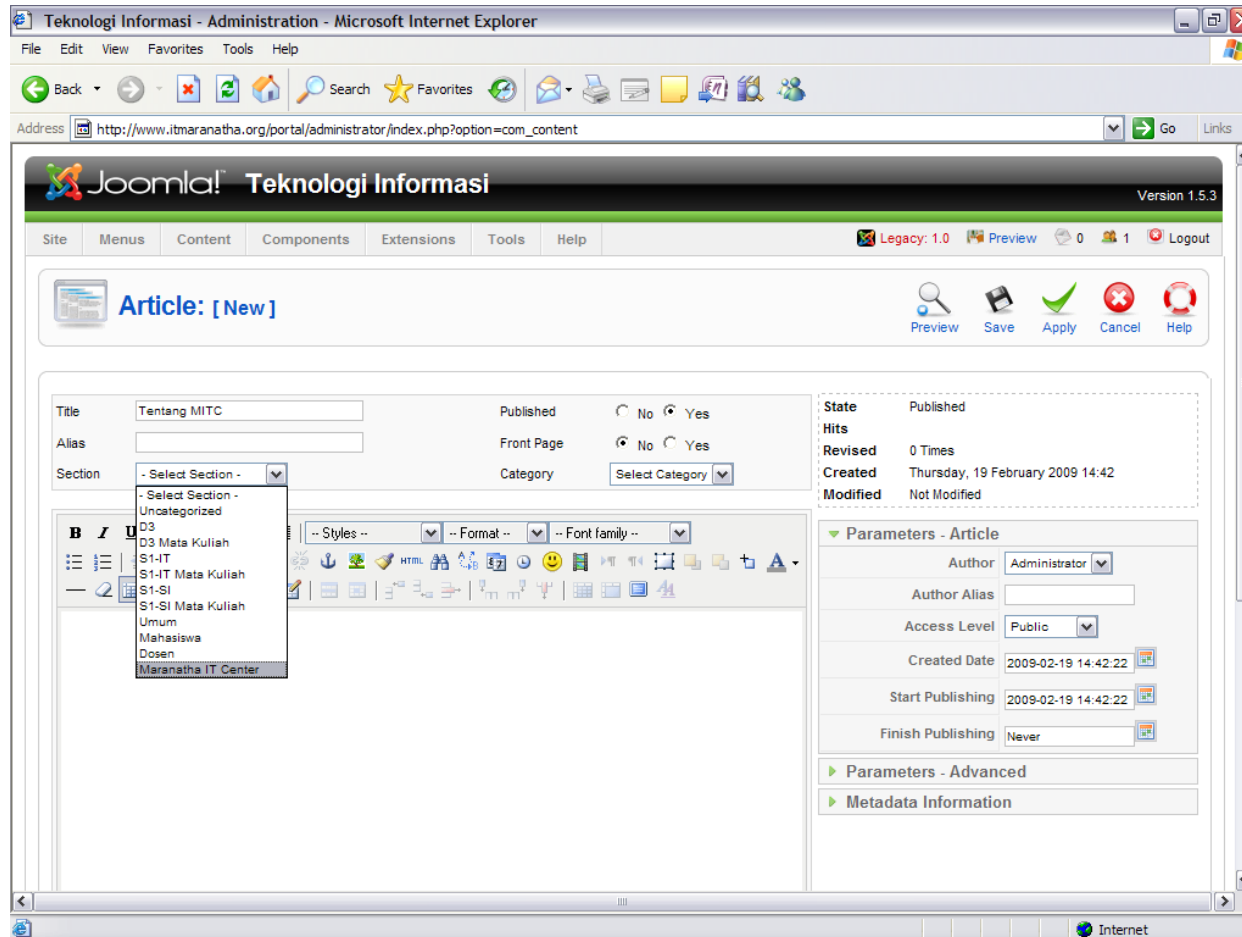 Teknologi Informasi - Administration - Microsoft Internet Explorer
File Edit View Favorites Tools Help
Back Search Favorites
Address http://www.itmaranatha.org/portal/administrator/index.php?option=com_content Go Links
Joomla! Teknologi Informasi
Version 1.5.3
Site Menus Content Components Extensions Tools Help Legacy: 1.0 Preview 0 1 Logout
Article: [ New ]
Preview Save Apply Cancel Help
Title Tentang MITC Published No Yes
Alias Front Page No Yes
Section - Select Section - Category Select Category
- Select Section -
Uncategorized
D3
D3 Mata Kuliah
S1-IT
S1-IT Mata Kuliah
S1-SI
S1-SI Mata Kuliah
Umum
Mahasiswa
Dosen
Maranatha IT Center
B I U -- Styles -- -- Format -- -- Font family --
HTML
State Published
Hits
Revised 0 Times
Created Thursday, 19 February 2009 14:42
Modified Not Modified
Parameters - Article
Author Administrator
Author Alias
Access Level Public
Created Date 2009-02-19 14:42:22
Start Publishing 2009-02-19 14:42:22
Finish Publishing Never
Parameters - Advanced
Metadata Information
Internet